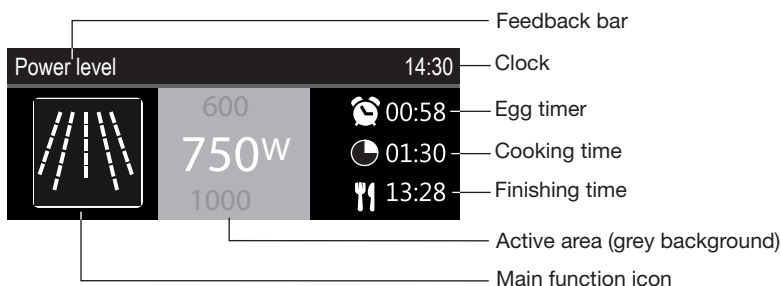 Feedback bar
Power level 14:30 Clock
600 00:58 Egg timer
750W 01:30 Cooking time
1000 13:28 Finishing time
Active area (grey background)
Main function icon